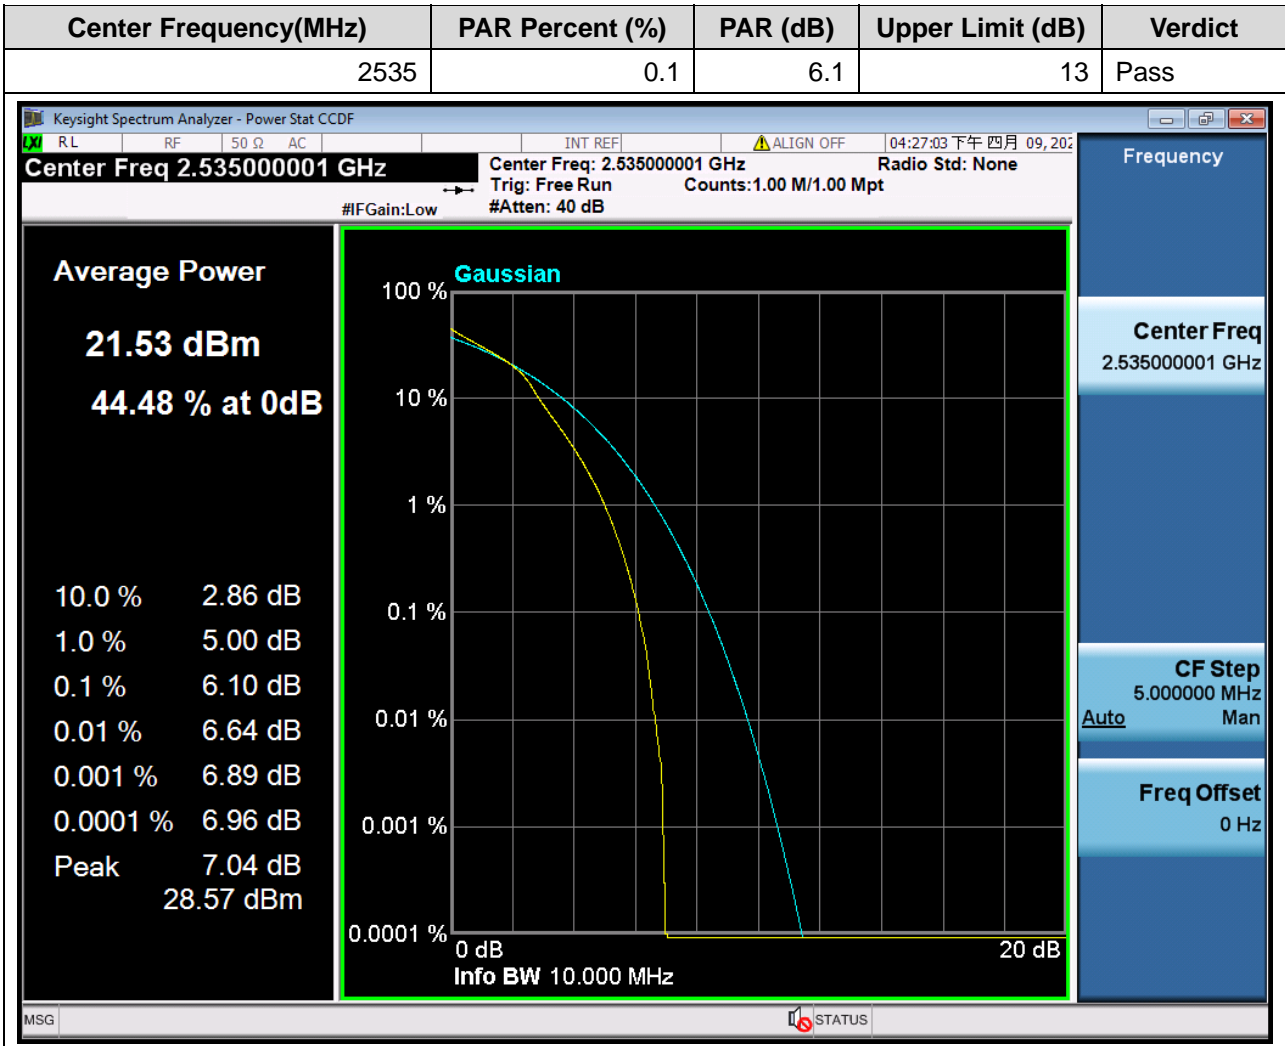 Center Frequency(MHz) PAR Percent (%) PAR (dB) Upper Limit (dB) Verdict
2535 0.1 6.1 13 Pass
Keysight Spectrum Analyzer - Power Stat CCDF
LXI RL RF 50 Ω AC INT REF ALIGN OFF 04:27:03 下午 四月 09, 202
Center Freq 2.535000001 GHz
Center Freq: 2.535000001 GHz Radio Std: None
Trig: Free Run Counts:1.00 M/1.00 Mpt
#IFGain:Low #Atten: 40 dB
Average Power
21.53 dBm
44.48 % at 0dB
10.0 % 2.86 dB
1.0 % 5.00 dB
0.1 % 6.10 dB
0.01 % 6.64 dB
0.001 % 6.89 dB
0.0001 % 6.96 dB
Peak 7.04 dB
28.57 dBm
Gaussian
100 %
10 %
1 %
0.1 %
0.01 %
0.001 %
0.0001 %
0 dB 20 dB
Info BW 10.000 MHz
Frequency
Center Freq
2.535000001 GHz
CF Step
5.000000 MHz
Auto Man
Freq Offset
0 Hz
MSG STATUS